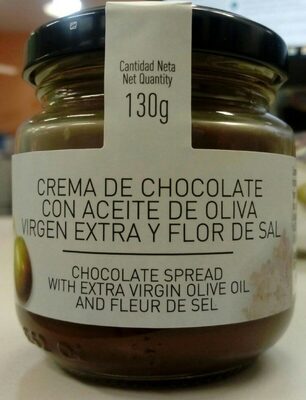 Cantidad Neta
Net Quantity
130g
CREMA DE CHOCOLATE
CON ACEITE DE OLIVA
VIRGEN EXTRA Y FLOR DE SAL
CHOCOLATE SPREAD
WITH EXTRA VIRGIN OLIVE OIL
AND FLEUR DE SEL